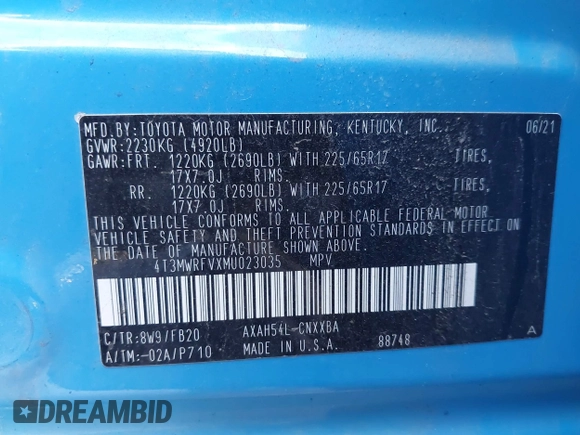 MFD.BY:TOYOTA MOTOR MANUFACTURING, KENTUCKY, INC. 06/21
GVWR:2230KG (4920LB)
GAWR:FRT. 1220KG (2690LB) WITH 225/65R17 TIRES,
17X7.0J RIMS.
RR. 1220KG (2690LB) WITH 225/65R17 TIRES,
17X7.0J RIMS.
THIS VEHICLE CONFORMS TO ALL APPLICABLE FEDERAL MOTOR
VEHICLE SAFETY AND THEFT PREVENTION STANDARDS IN EFFECT ON
THE DATE OF MANUFACTURE SHOWN ABOVE.
4T3MWRFVXMU023035 MPV
C/TR:8W9/FB20 AXAH54L-CNXXBA A
A/TM:-02A/P710 MADE IN U.S.A. 88748
DREAMBID